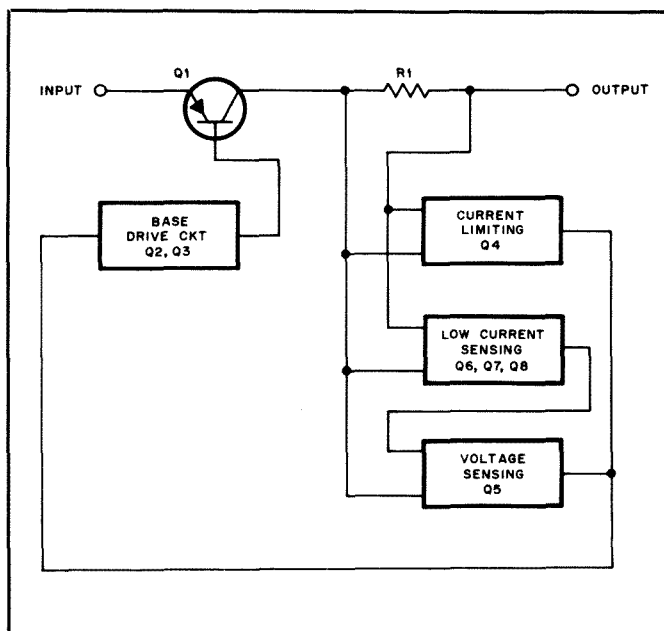 Q1
R1
INPUT
OUTPUT
BASE
DRIVE CKT
Q2, Q3
CURRENT
LIMITING
Q4
LOW CURRENT
SENSING
Q6, Q7, Q8
VOLTAGE
SENSING
Q5